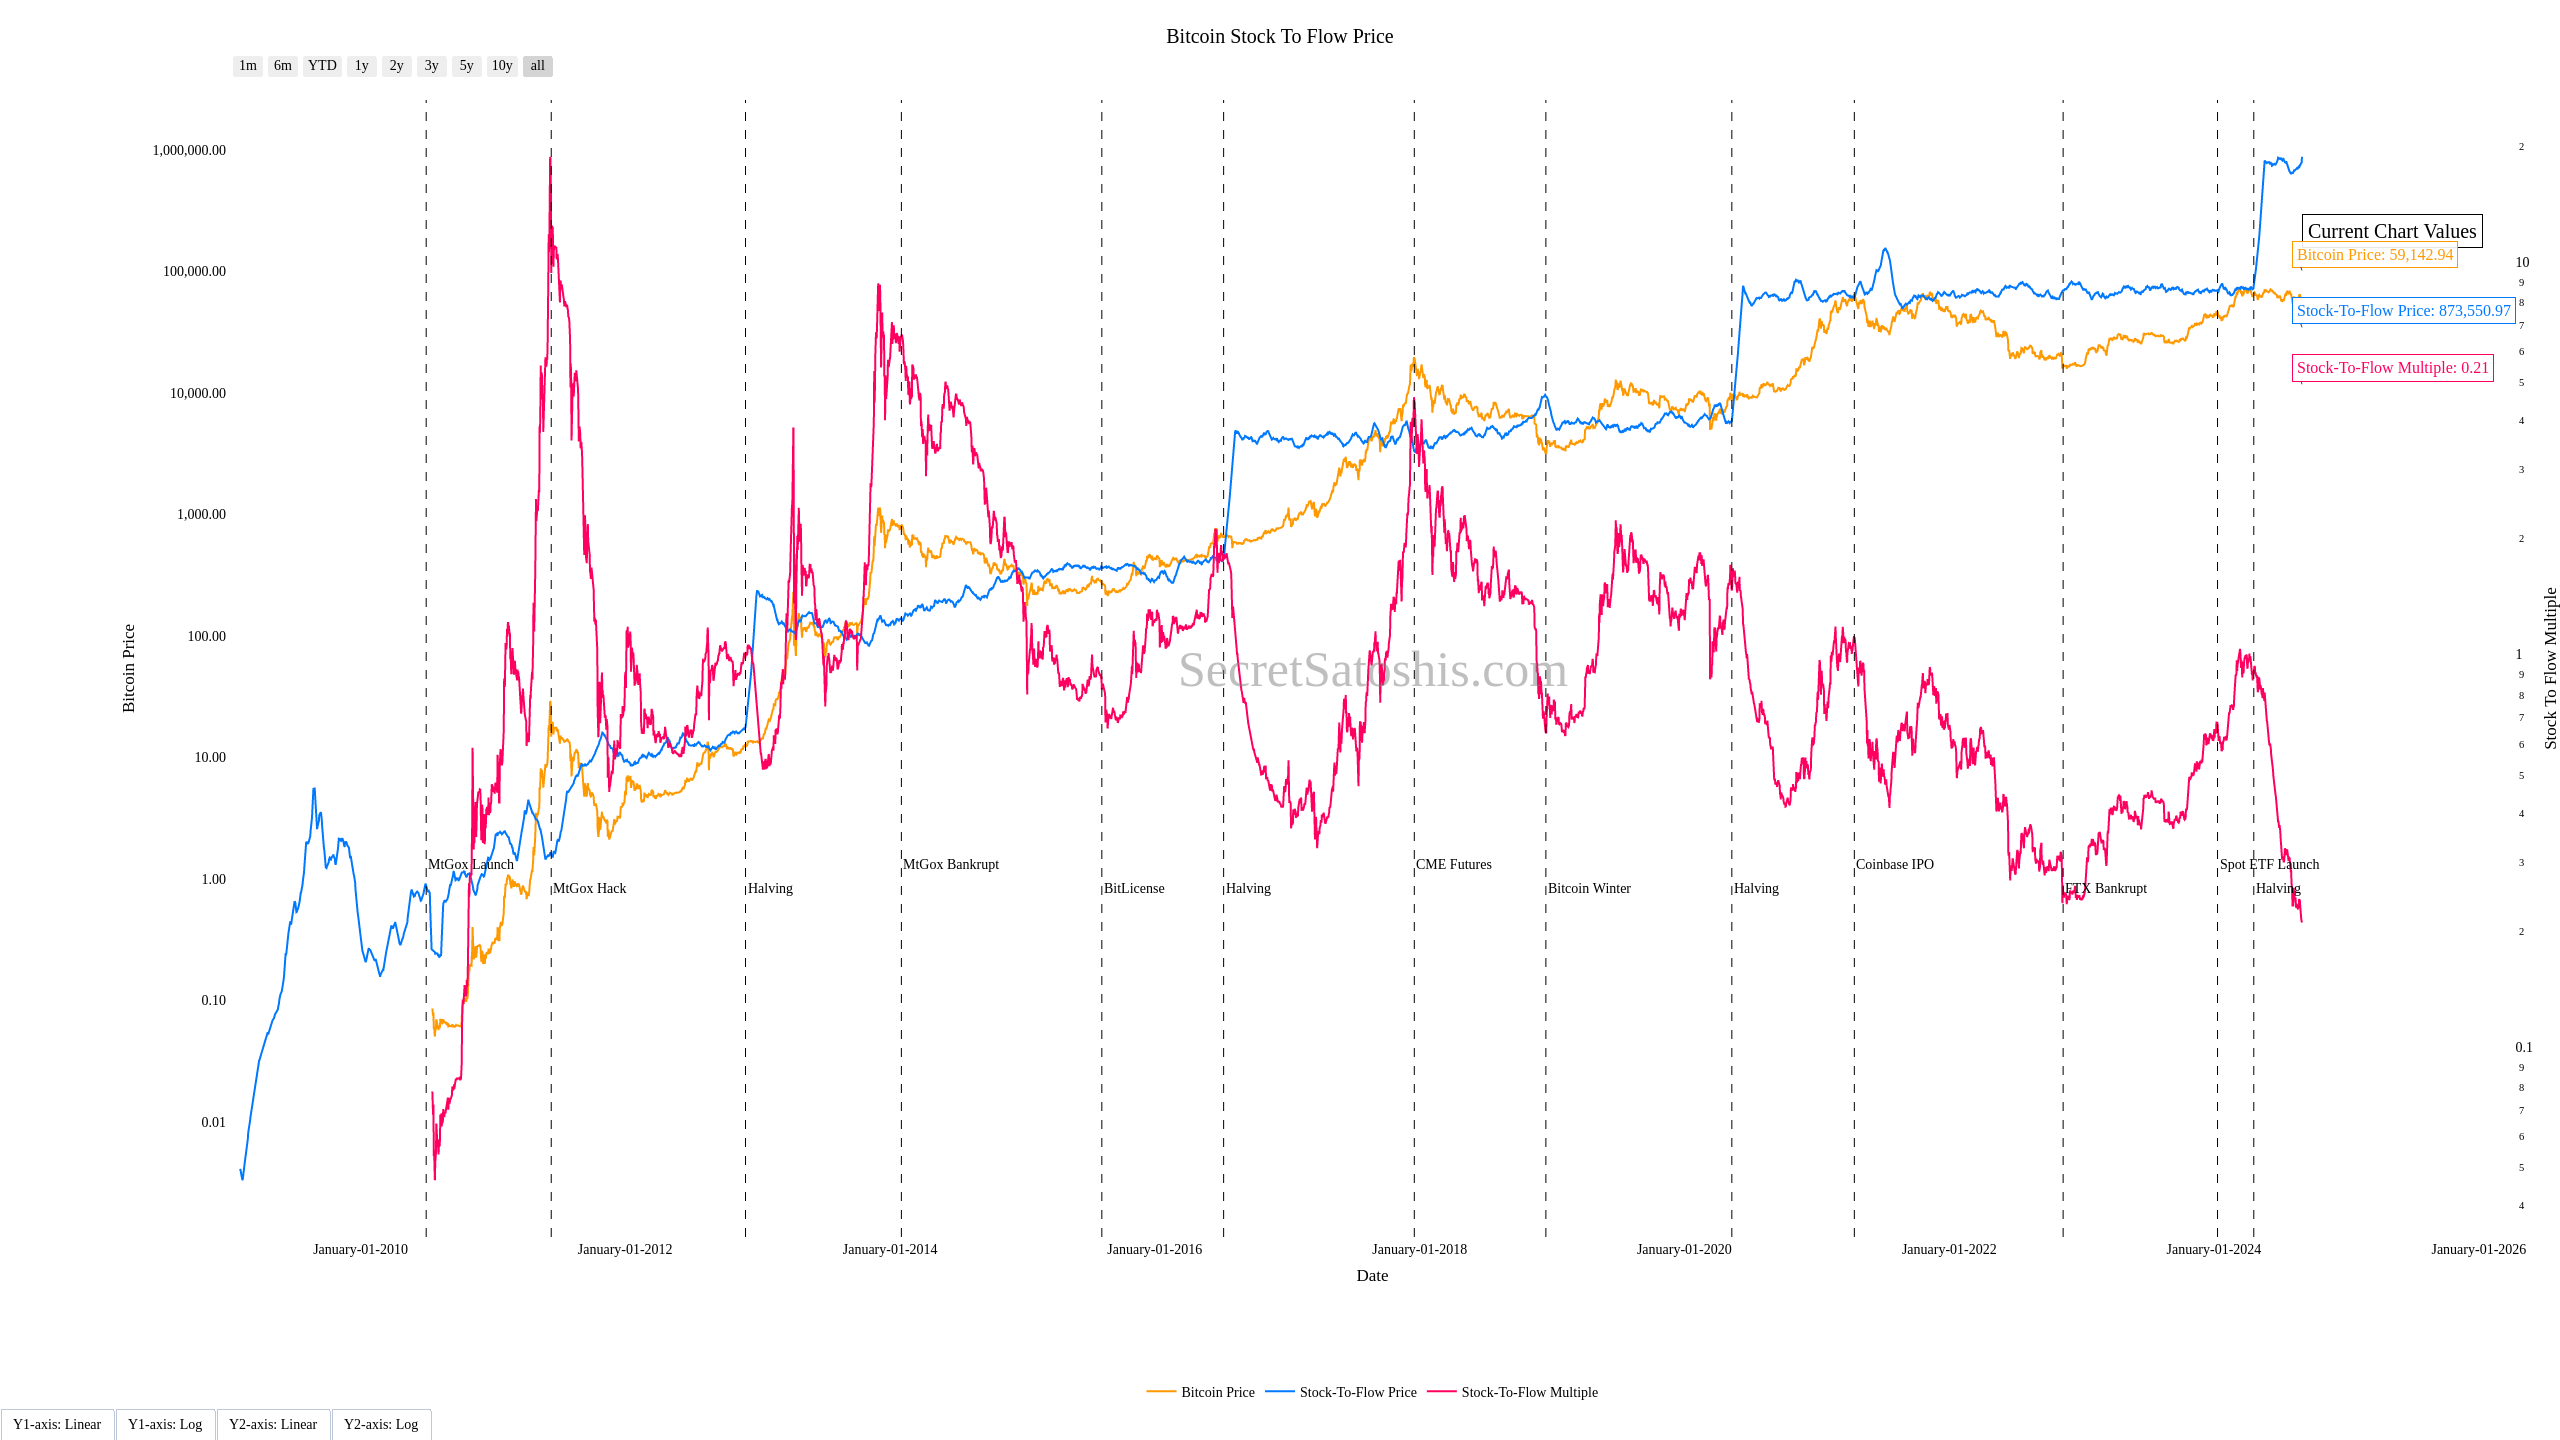 Bitcoin Stock To Flow Price
1m 6m YTD 1y 2y 3y 5y 10y all
1,000,000.00
100,000.00
10,000.00
1,000.00
100.00
10.00
1.00
0.10
0.01
Bitcoin Price
2
10
9
8
7
6
5
4
3
2
1
9
8
7
6
5
4
3
2
0.1
9
8
7
6
5
4
Stock To Flow Multiple
Current Chart Values
Bitcoin Price: 59,142.94
Stock-To-Flow Price: 873,550.97
Stock-To-Flow Multiple: 0.21
SecretSatoshis.com
MtGox Launch
MtGox Hack
Halving
MtGox Bankrupt
BitLicense
Halving
CME Futures
Bitcoin Winter
Halving
Coinbase IPO
FTX Bankrupt
Spot ETF Launch
Halving
January-01-2010 January-01-2012 January-01-2014 January-01-2016 January-01-2018 January-01-2020 January-01-2022 January-01-2024 January-01-2026
Date
Bitcoin Price Stock-To-Flow Price Stock-To-Flow Multiple
Y1-axis: Linear Y1-axis: Log Y2-axis: Linear Y2-axis: Log